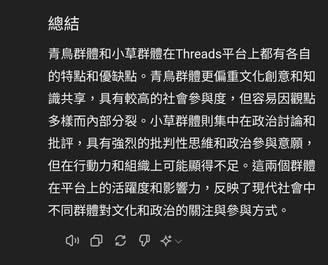 總結
青鳥群體和小草群體在Threads平台上都有各自
的特點和優缺點。青鳥群體更偏重文化創意和知
識共享，具有較高的社會參與度，但容易因觀點
多樣而內部分裂。小草群體則集中在政治討論和
批評，具有強烈的批判性思維和政治參與意願，
但在行動力和組織上可能顯得不足。這兩個群體
在平台上的活躍度和影響力，反映了現代社會中
不同群體對文化和政治的關注與參與方式。